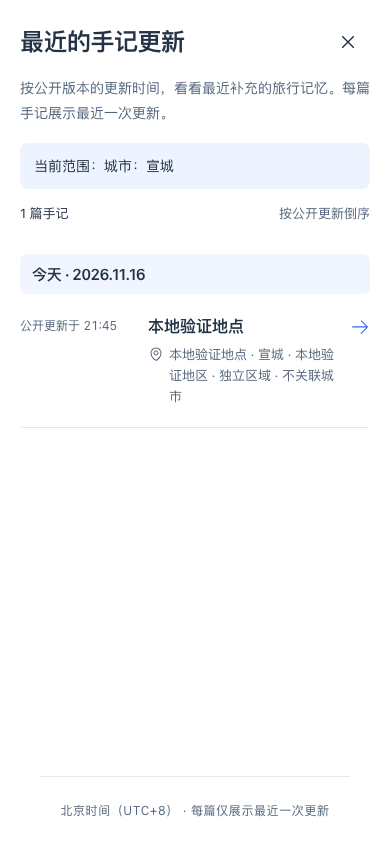 最近的手记更新
按公开版本的更新时间，看看最近补充的旅行记忆。每篇
手记展示最近一次更新。
当前范围：城市：宣城
1 篇手记
按公开更新倒序
今天 · 2026.11.16
公开更新于 21:45
本地验证地点
本地验证地点 · 宣城 · 本地验
证地区 · 独立区域 · 不关联城
市
北京时间（UTC+8） · 每篇仅展示最近一次更新